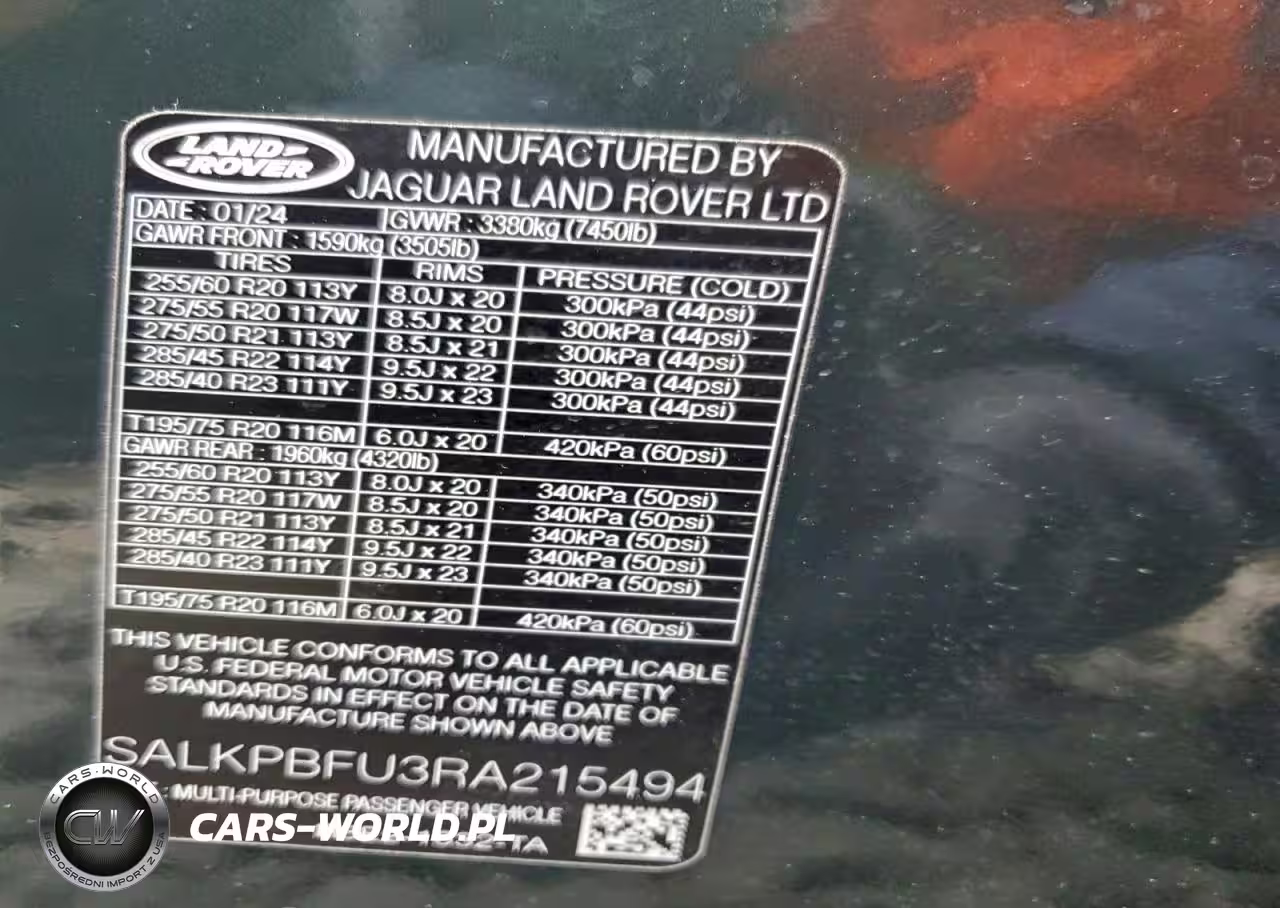 LAND
ROVER
MANUFACTURED BY
JAGUAR LAND ROVER LTD
DATE : 01/24 GVWR : 3380kg (7450lb)
GAWR FRONT : 1590kg (3505lb)
TIRES RIMS PRESSURE (COLD)
255/60 R20 113Y 8.0J x 20 300kPa (44psi)
275/55 R20 117W 8.5J x 20 300kPa (44psi)
275/50 R21 113Y 8.5J x 21 300kPa (44psi)
285/45 R22 114Y 9.5J x 22 300kPa (44psi)
285/40 R23 111Y 9.5J x 23 300kPa (44psi)
T195/75 R20 116M 6.0J x 20 420kPa (60psi)
GAWR REAR : 1960kg (4320lb)
255/60 R20 113Y 8.0J x 20 340kPa (50psi)
275/55 R20 117W 8.5J x 20 340kPa (50psi)
275/50 R21 113Y 8.5J x 21 340kPa (50psi)
285/45 R22 114Y 9.5J x 22 340kPa (50psi)
285/40 R23 111Y 9.5J x 23 340kPa (50psi)
T195/75 R20 116M 6.0J x 20 420kPa (60psi)
THIS VEHICLE CONFORMS TO ALL APPLICABLE
U.S. FEDERAL MOTOR VEHICLE SAFETY
STANDARDS IN EFFECT ON THE DATE OF
MANUFACTURE SHOWN ABOVE
SALKPBFU3RA215494
: MULTI-PURPOSE PASSENGER VEHICLE
CARS-WORLD
CW
BEZPOŚREDNI IMPORT Z USA
CARS-WORLD.PL